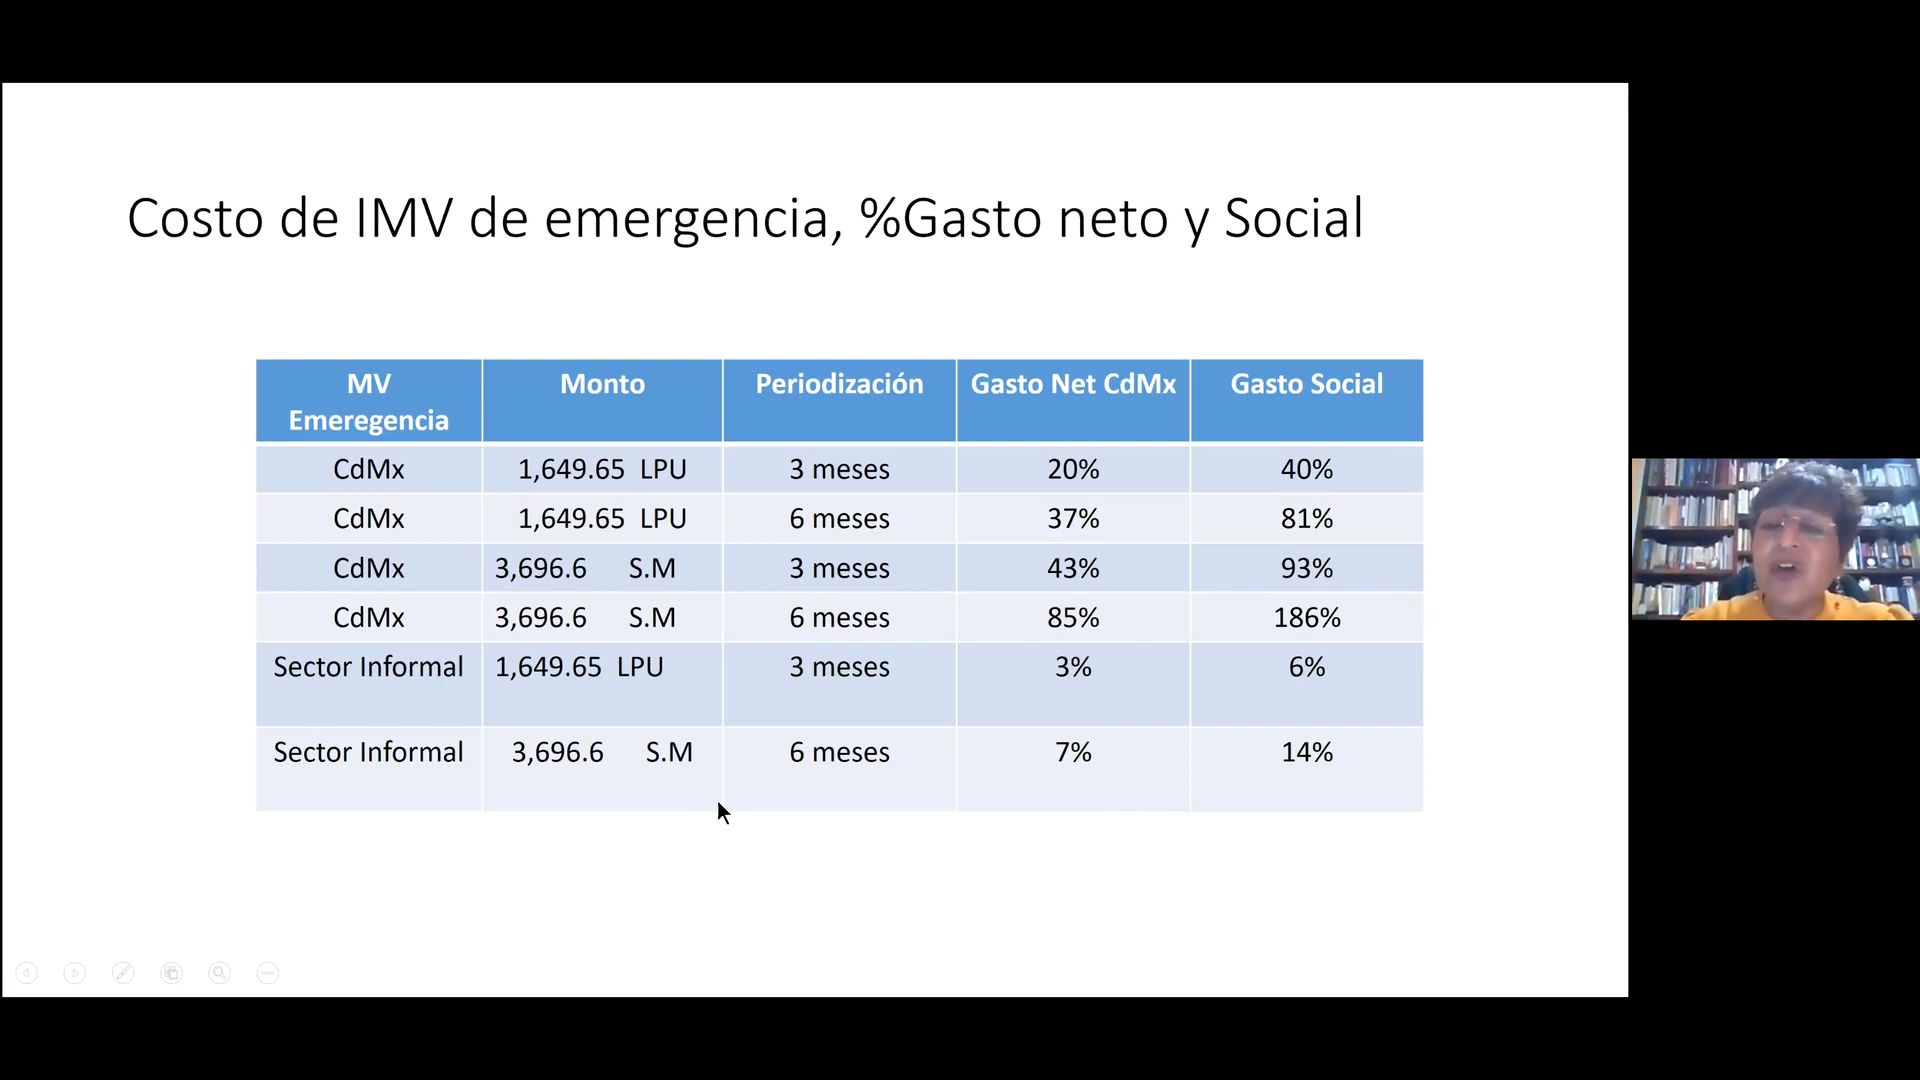 Costo de IMV de emergencia, %Gasto neto y Social
MV Emeregencia Monto Periodización Gasto Net CdMx Gasto Social
CdMx 1,649.65 LPU 3 meses 20% 40%
CdMx 1,649.65 LPU 6 meses 37% 81%
CdMx 3,696.6 S.M 3 meses 43% 93%
CdMx 3,696.6 S.M 6 meses 85% 186%
Sector Informal 1,649.65 LPU 3 meses 3% 6%
Sector Informal 3,696.6 S.M 6 meses 7% 14%